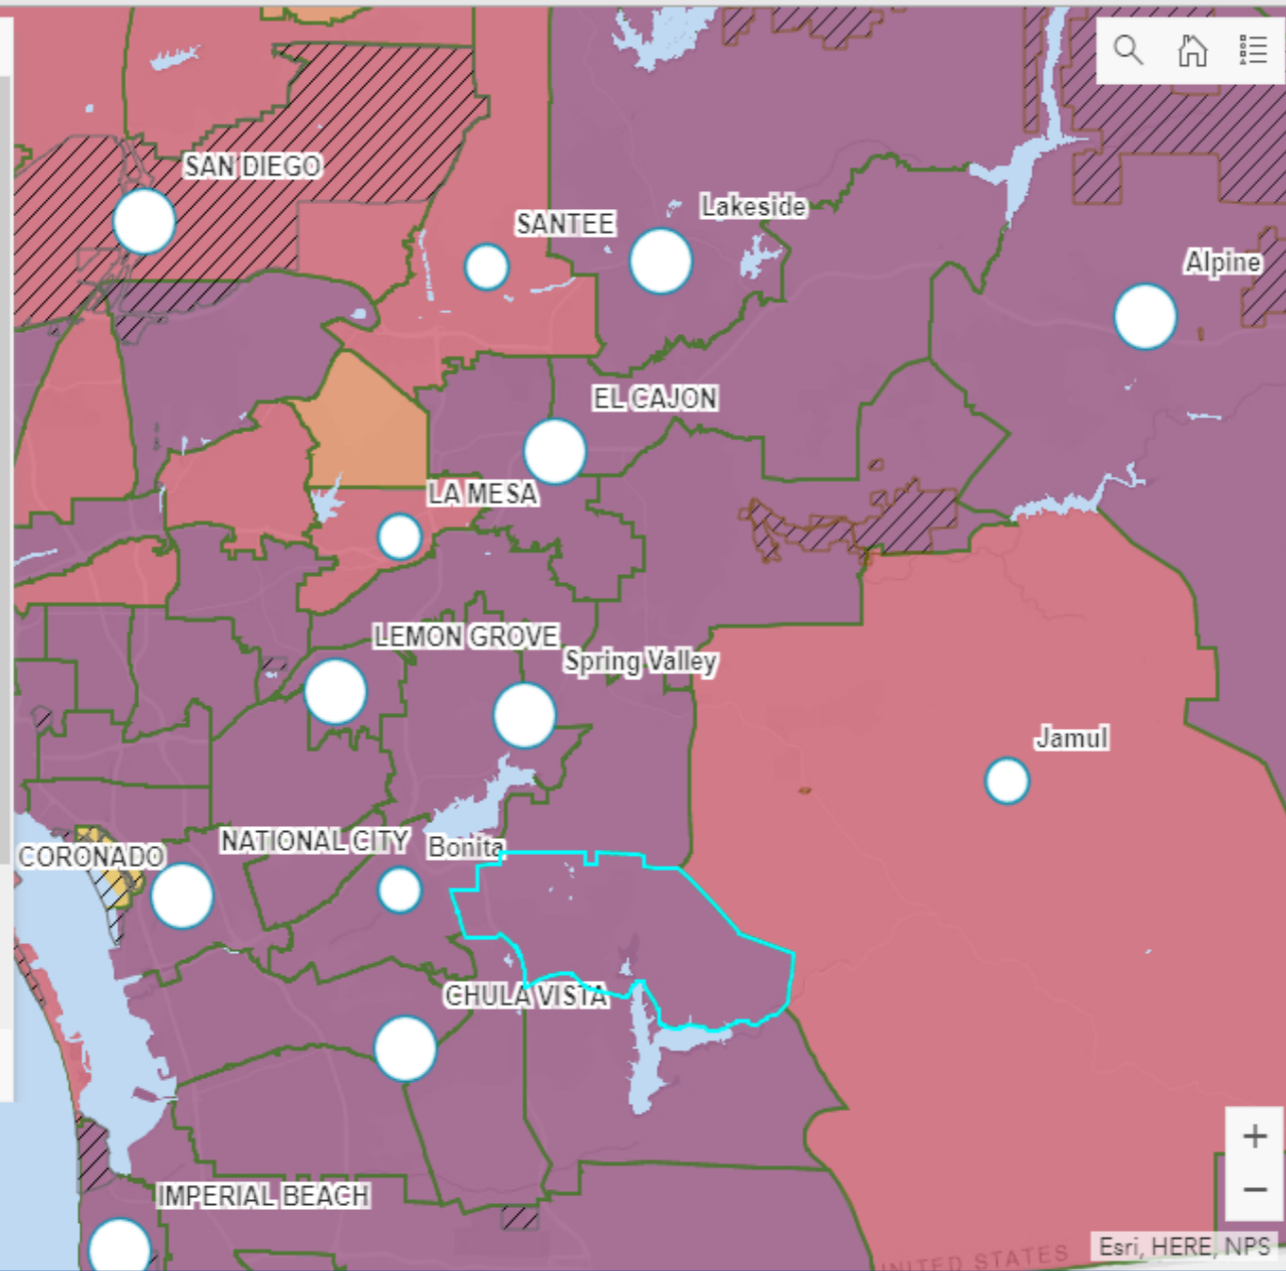 SAN DIEGO
Lakeside
SANTEE
Alpine
EL CAJON
LA MESA
LEMON GROVE
Spring Valley
Jamul
NATIONAL CITY
Bonita
CORONADO
CHULA VISTA
IMPERIAL BEACH
+
−
Esri, HERE, NPS
UNITED STATES